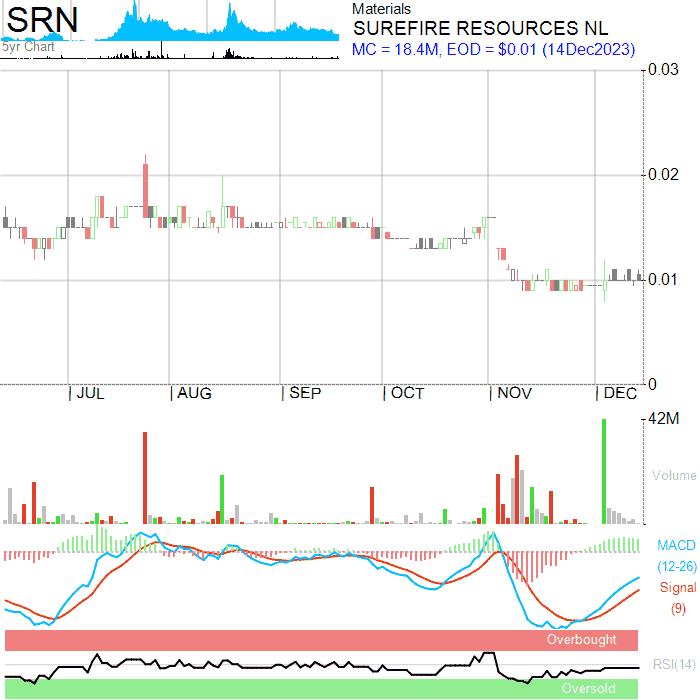 SRN
5yr Chart
Materials
SUREFIRE RESOURCES NL
MC = 18.4M, EOD = $0.01 (14Dec2023)
0.03
0.02
0.01
0
JUL AUG SEP OCT NOV DEC
42M
Volume
MACD
(12-26)
Signal
(9)
Overbought
RSI(14)
Oversold